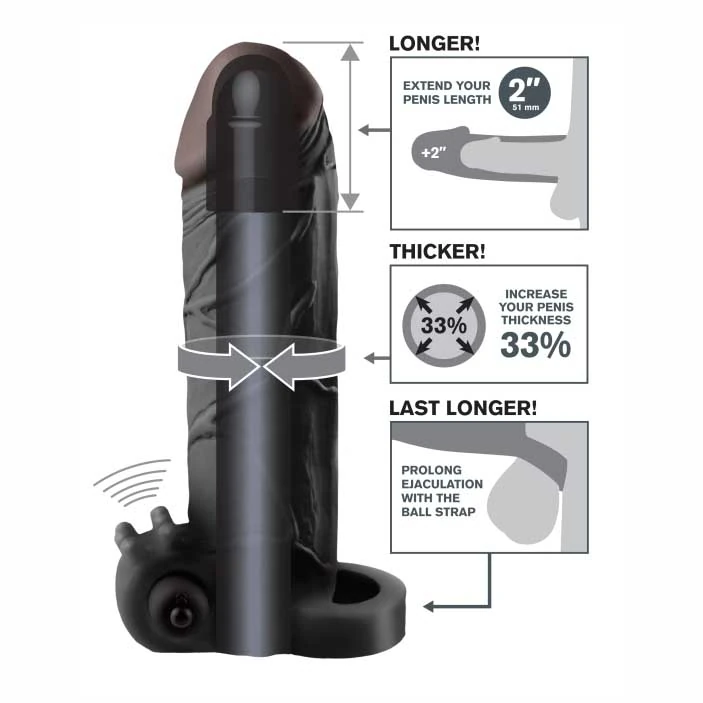 LONGER!
EXTEND YOUR
PENIS LENGTH
2"
51 mm
+2"
THICKER!
33%
INCREASE
YOUR PENIS
THICKNESS
33%
LAST LONGER!
PROLONG
EJACULATION
WITH THE
BALL STRAP